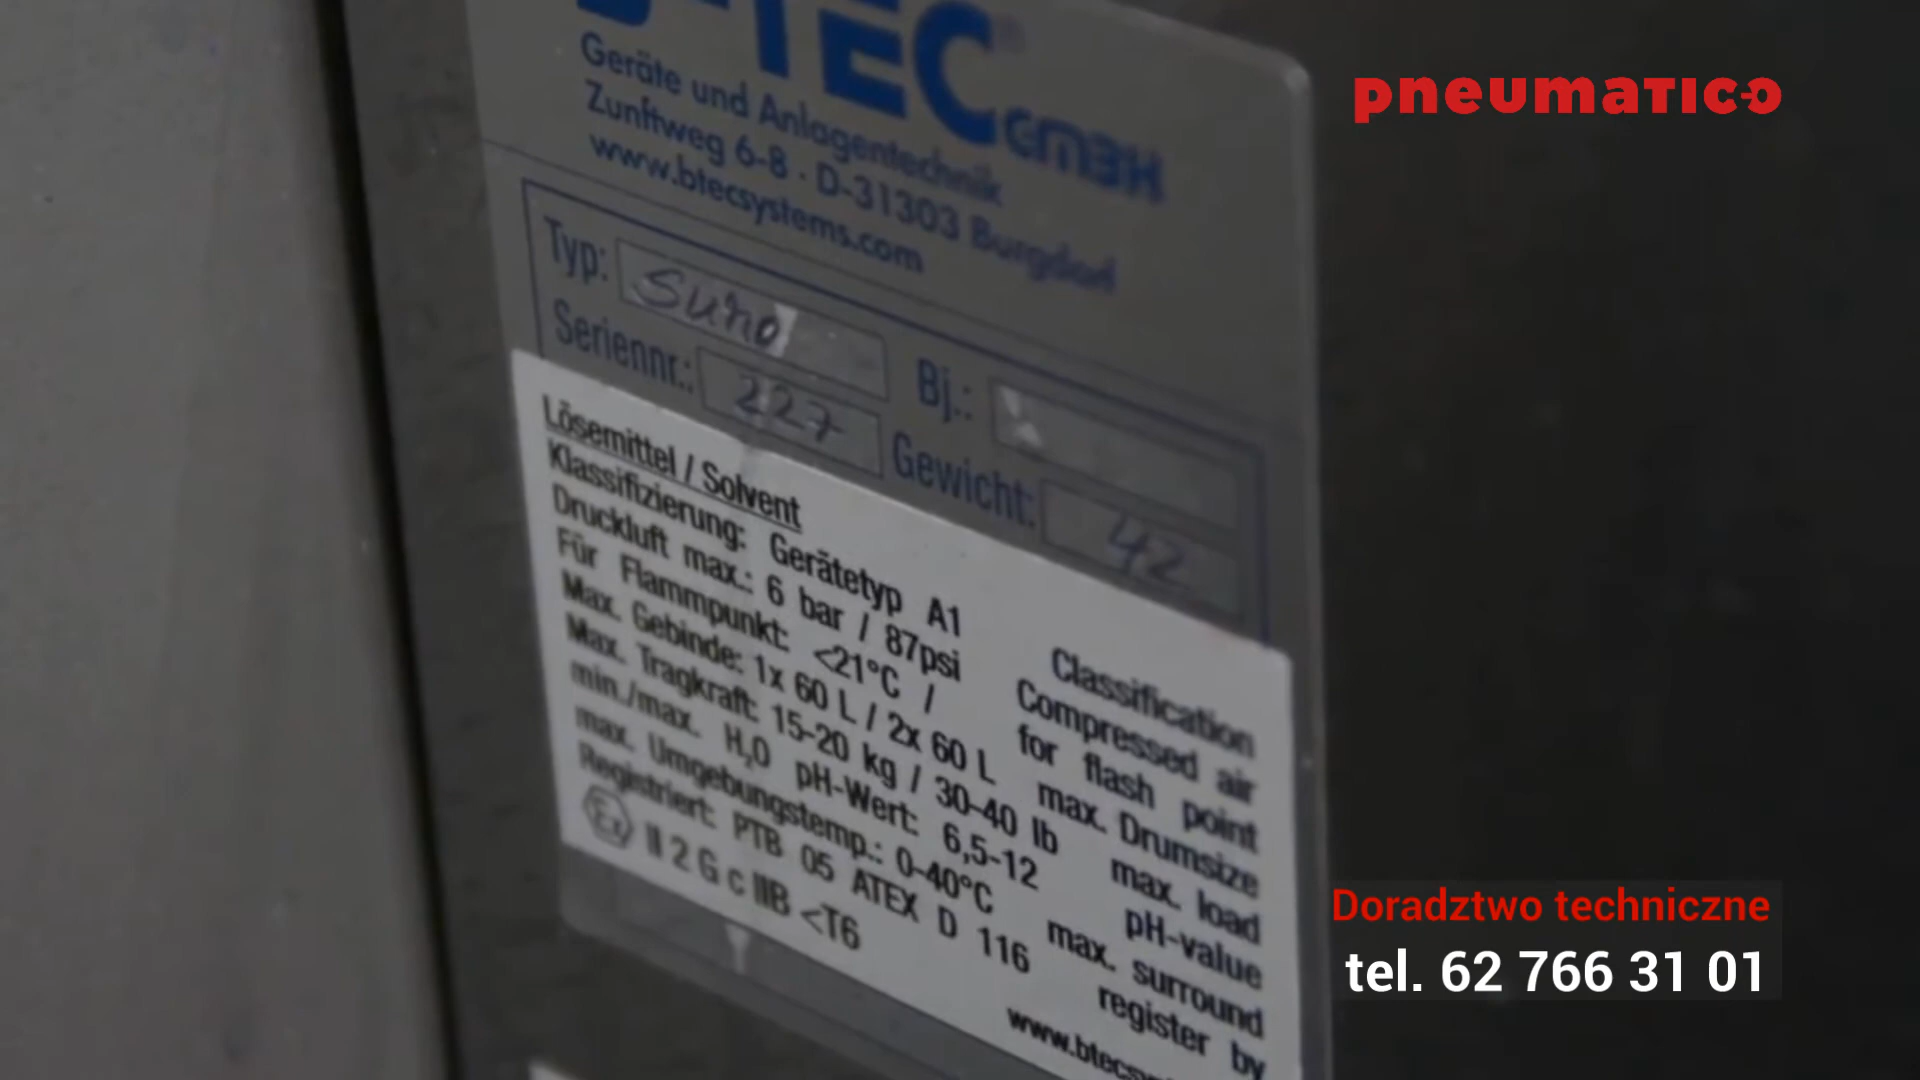 -TEC GMBH
pneumatico
Geräte und Anlagentechnik
Zunftweg 6-8 · D-31303 Burgdorf
www.btecsystems.com
Typ: Suno Bj.:
Seriennr.: 227 Gewicht: 42
Lösemittel / Solvent
Klassifizierung: Gerätetyp A1 Classification
Druckluft max.: 6 bar / 87psi Compressed air
Für Flammpunkt: <21°C / for flash point
Max. Gebinde: 1x 60 L / 2x 60 L max. Drumsize
Max. Tragkraft: 15-20 kg / 30-40 lb max. load
min./max. H₂O pH-Wert: 6,5-12 pH-value
max. Umgebungstemp.: 0-40°C max. surround
Registriert: PTB 05 ATEX D 116 register by
Ex II 2 G c IIB <T6
www.btecsy
Doradztwo techniczne
tel. 62 766 31 01